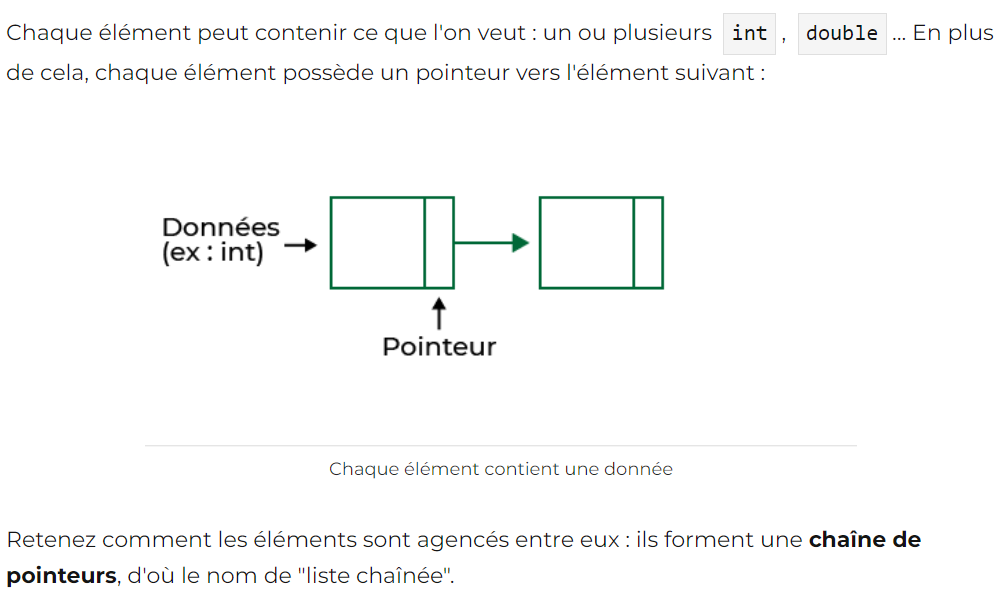 Chaque élément peut contenir ce que l'on veut : un ou plusieurs int , double ... En plus
de cela, chaque élément possède un pointeur vers l'élément suivant :
Données
(ex : int)
Pointeur
Chaque élément contient une donnée
Retenez comment les éléments sont agencés entre eux : ils forment une chaîne de
pointeurs, d'où le nom de "liste chaînée".